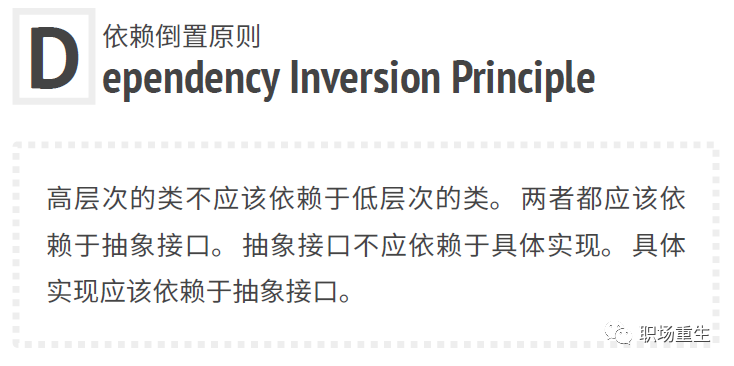 依赖倒置原则
Dependency Inversion Principle
高层次的类不应该依赖于低层次的类。两者都应该依
赖于抽象接口。抽象接口不应依赖于具体实现。具体
实现应该依赖于抽象接口。
职场重生